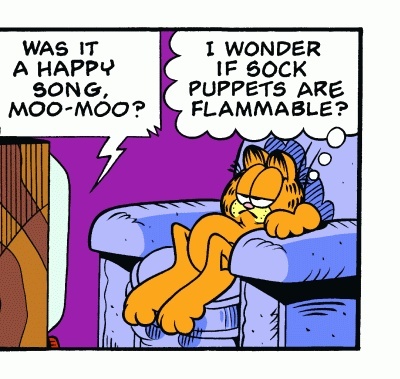 WAS IT
A HAPPY
SONG,
MOO-MOO?
I WONDER
IF SOCK
PUPPETS ARE
FLAMMABLE?